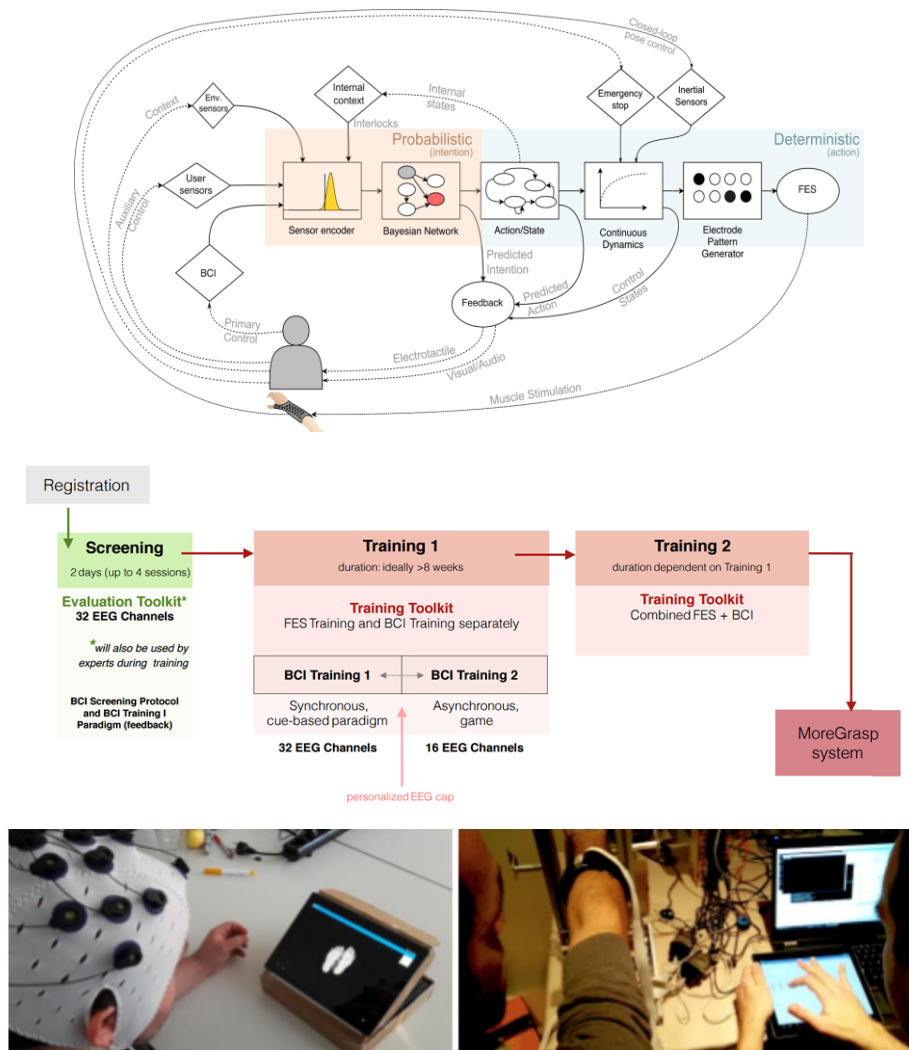 Closed-loop
pose control
Context
Env.
sensors
Internal
context
Internal
states
Emergency
stop
Inertial
Sensors
Interlocks
Probabilistic
(intention)
Deterministic
(action)
Auxiliary
Control
User
sensors
FES
Sensor encoder
Bayesian Network
Action/State
Continuous
Dynamics
Electrode
Pattern
Generator
BCI
Predicted
Intention
Predicted
Action
Control
States
Feedback
Primary
Control
Electrotactile
Visual/Audio
Muscle Stimulation
Registration
Screening
2 days (up to 4 sessions)
Training 1
duration: ideally >8 weeks
Training 2
duration dependent on Training 1
Evaluation Toolkit*
32 EEG Channels
*will also be used by
experts during training
BCI Screening Protocol
and BCI Training I
Paradigm (feedback)
Training Toolkit
FES Training and BCI Training separately
Training Toolkit
Combined FES + BCI
BCI Training 1
BCI Training 2
Synchronous,
cue-based paradigm
Asynchronous,
game
32 EEG Channels
16 EEG Channels
personalized EEG cap
MoreGrasp
system